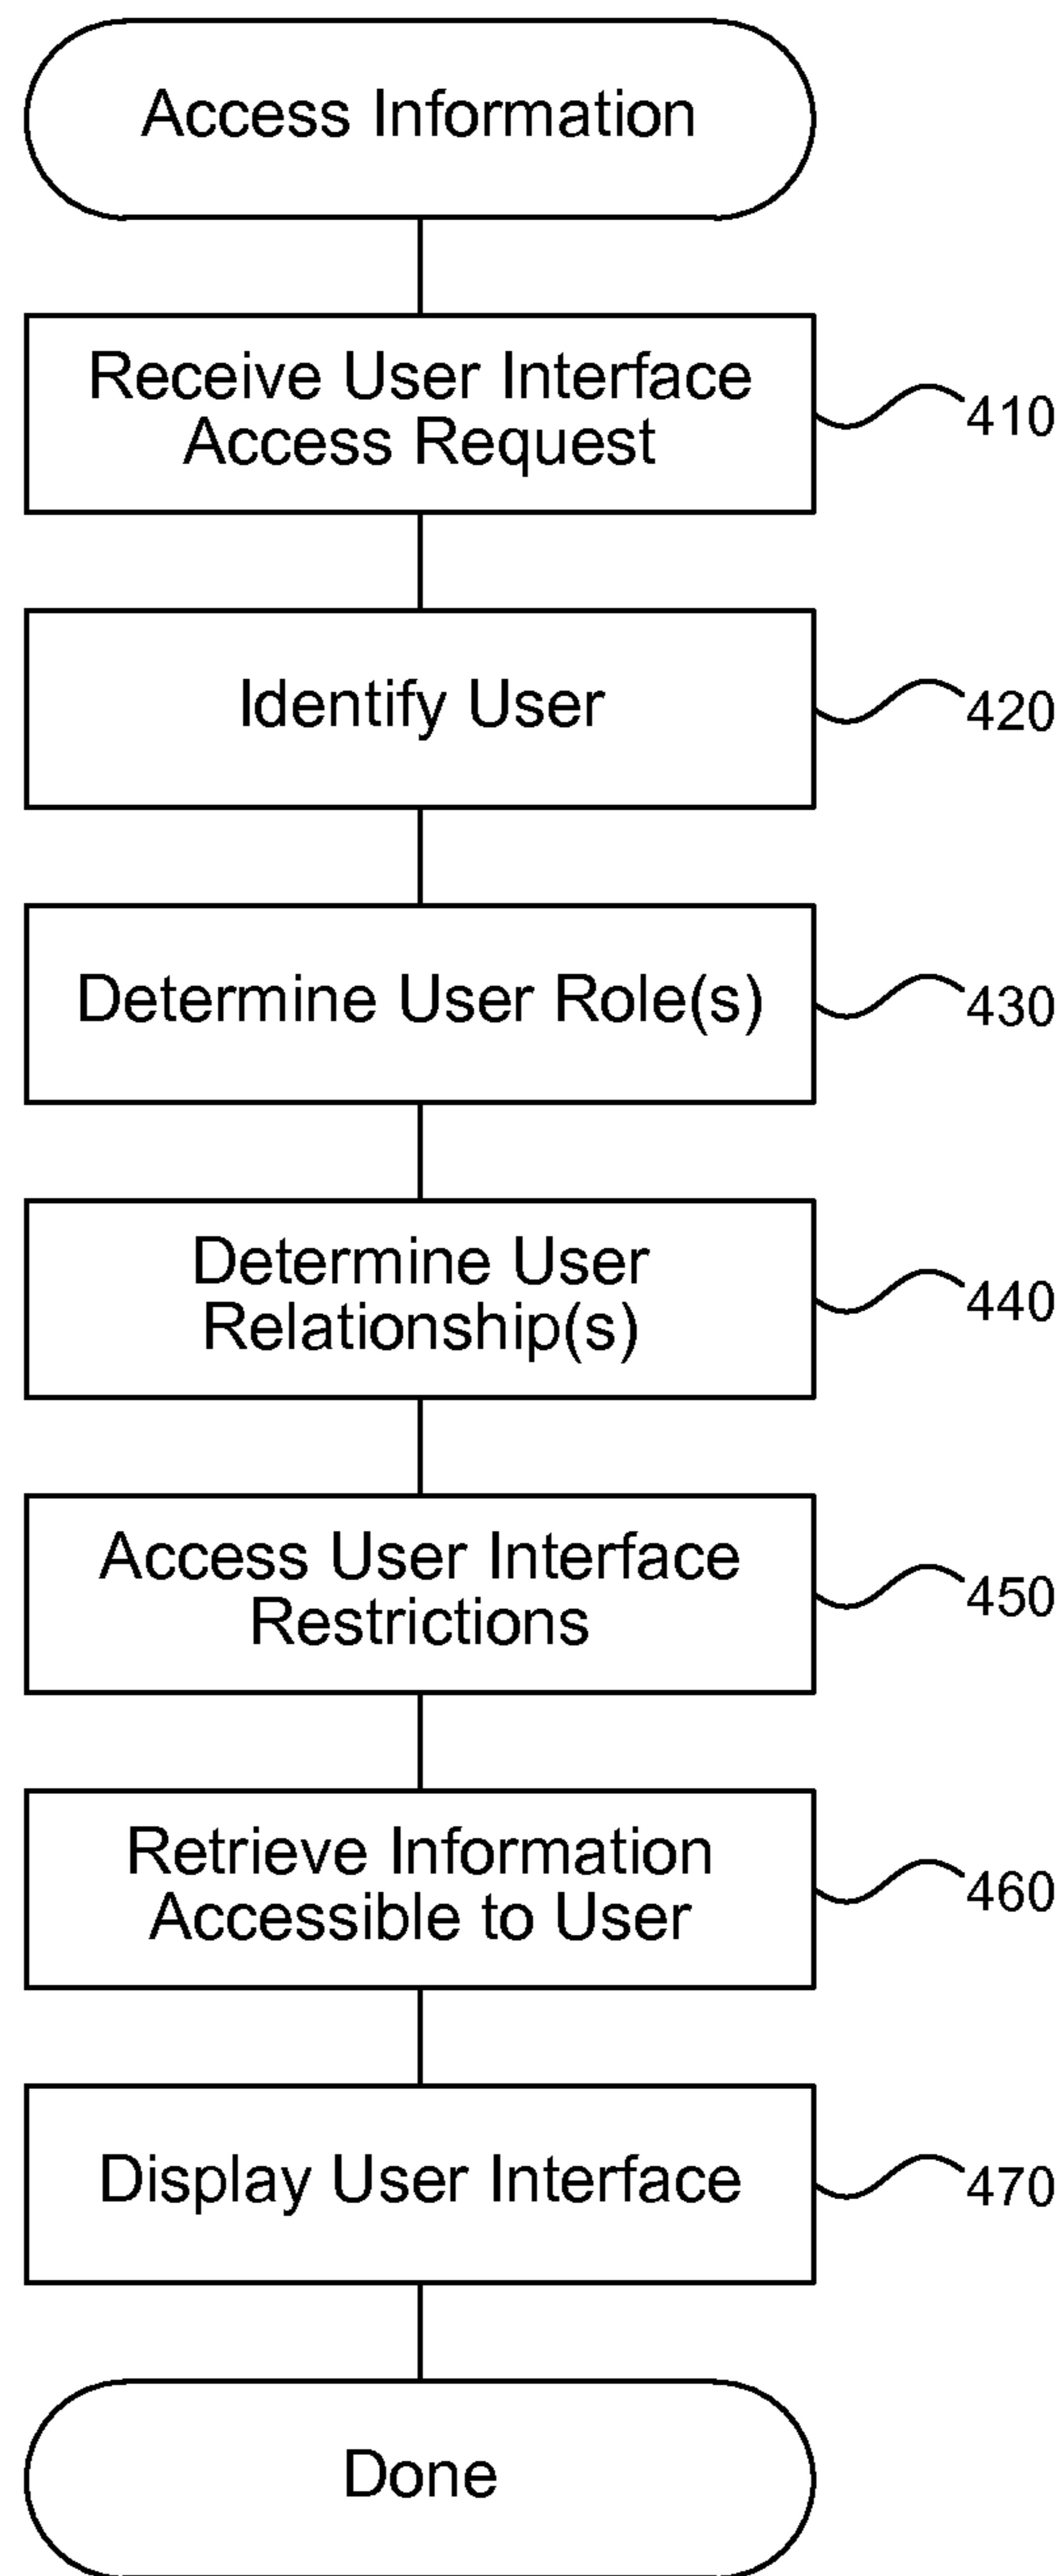 Access Information
Receive User Interface
Access Request
410
Identify User
420
Determine User Role(s)
430
Determine User
Relationship(s)
440
Access User Interface
Restrictions
450
Retrieve Information
Accessible to User
460
Display User Interface
470
Done